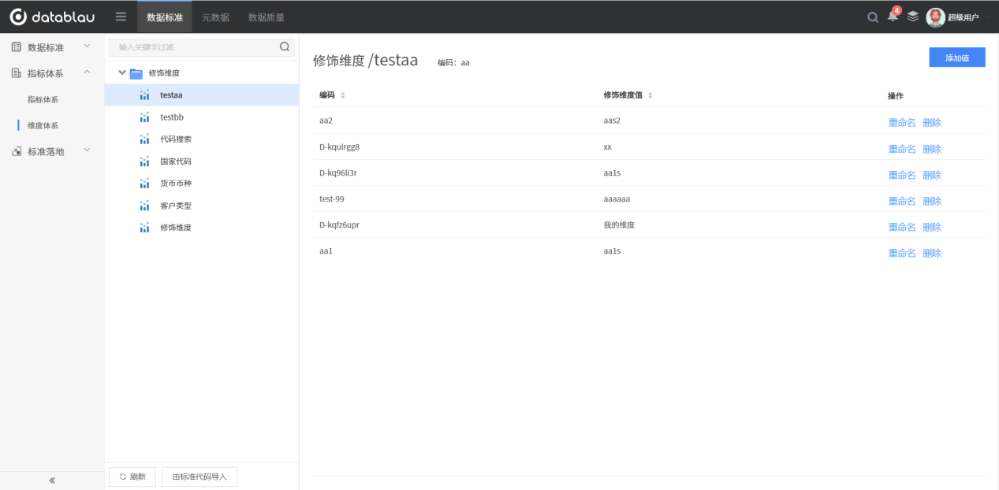 datablau
数据标准 元数据 数据质量
4
超级用户
数据标准
指标体系
指标体系
维度体系
标准落地
输入关键字过滤
修饰维度
testaa
testbb
代码搜索
国家代码
货币币种
客户类型
修饰维度
刷新 由标准代码导入
修饰维度 /testaa 编码: aa
添加值
编码 修饰维度值 操作
aa2 aas2 重命名 删除
D-kqulrgg8 xx 重命名 删除
D-kq96li3r aa1s 重命名 删除
test-99 aaaaaa 重命名 删除
D-kqfz6upr 我的维度 重命名 删除
aa1 aa1s 重命名 删除